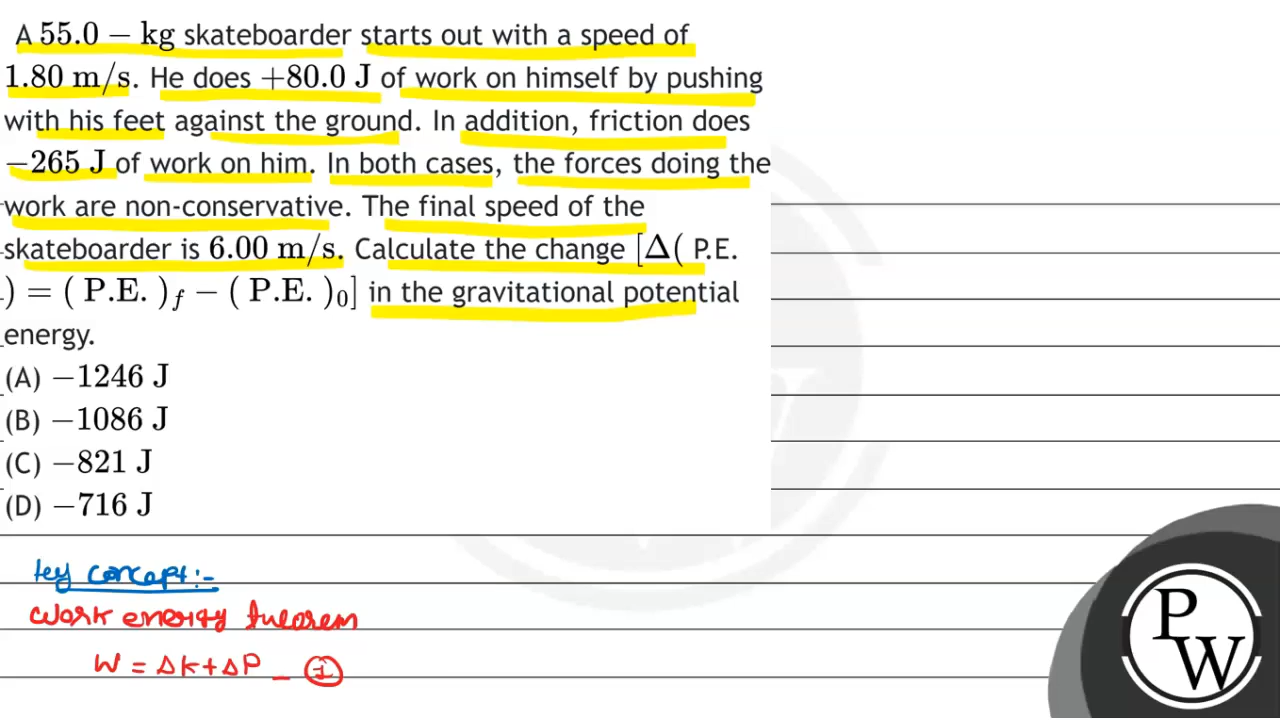 A 55.0 − kg skateboarder starts out with a speed of
1.80 m/s. He does +80.0 J of work on himself by pushing
with his feet against the ground. In addition, friction does
−265 J of work on him. In both cases, the forces doing the
work are non-conservative. The final speed of the
skateboarder is 6.00 m/s. Calculate the change [Δ( P.E.
) = ( P.E. )f − ( P.E. )0] in the gravitational potential
energy.
(A) −1246 J
(B) −1086 J
(C) −821 J
(D) −716 J
key concept:-
Work energy theorem
W = ΔK+ΔP - ①
P
W